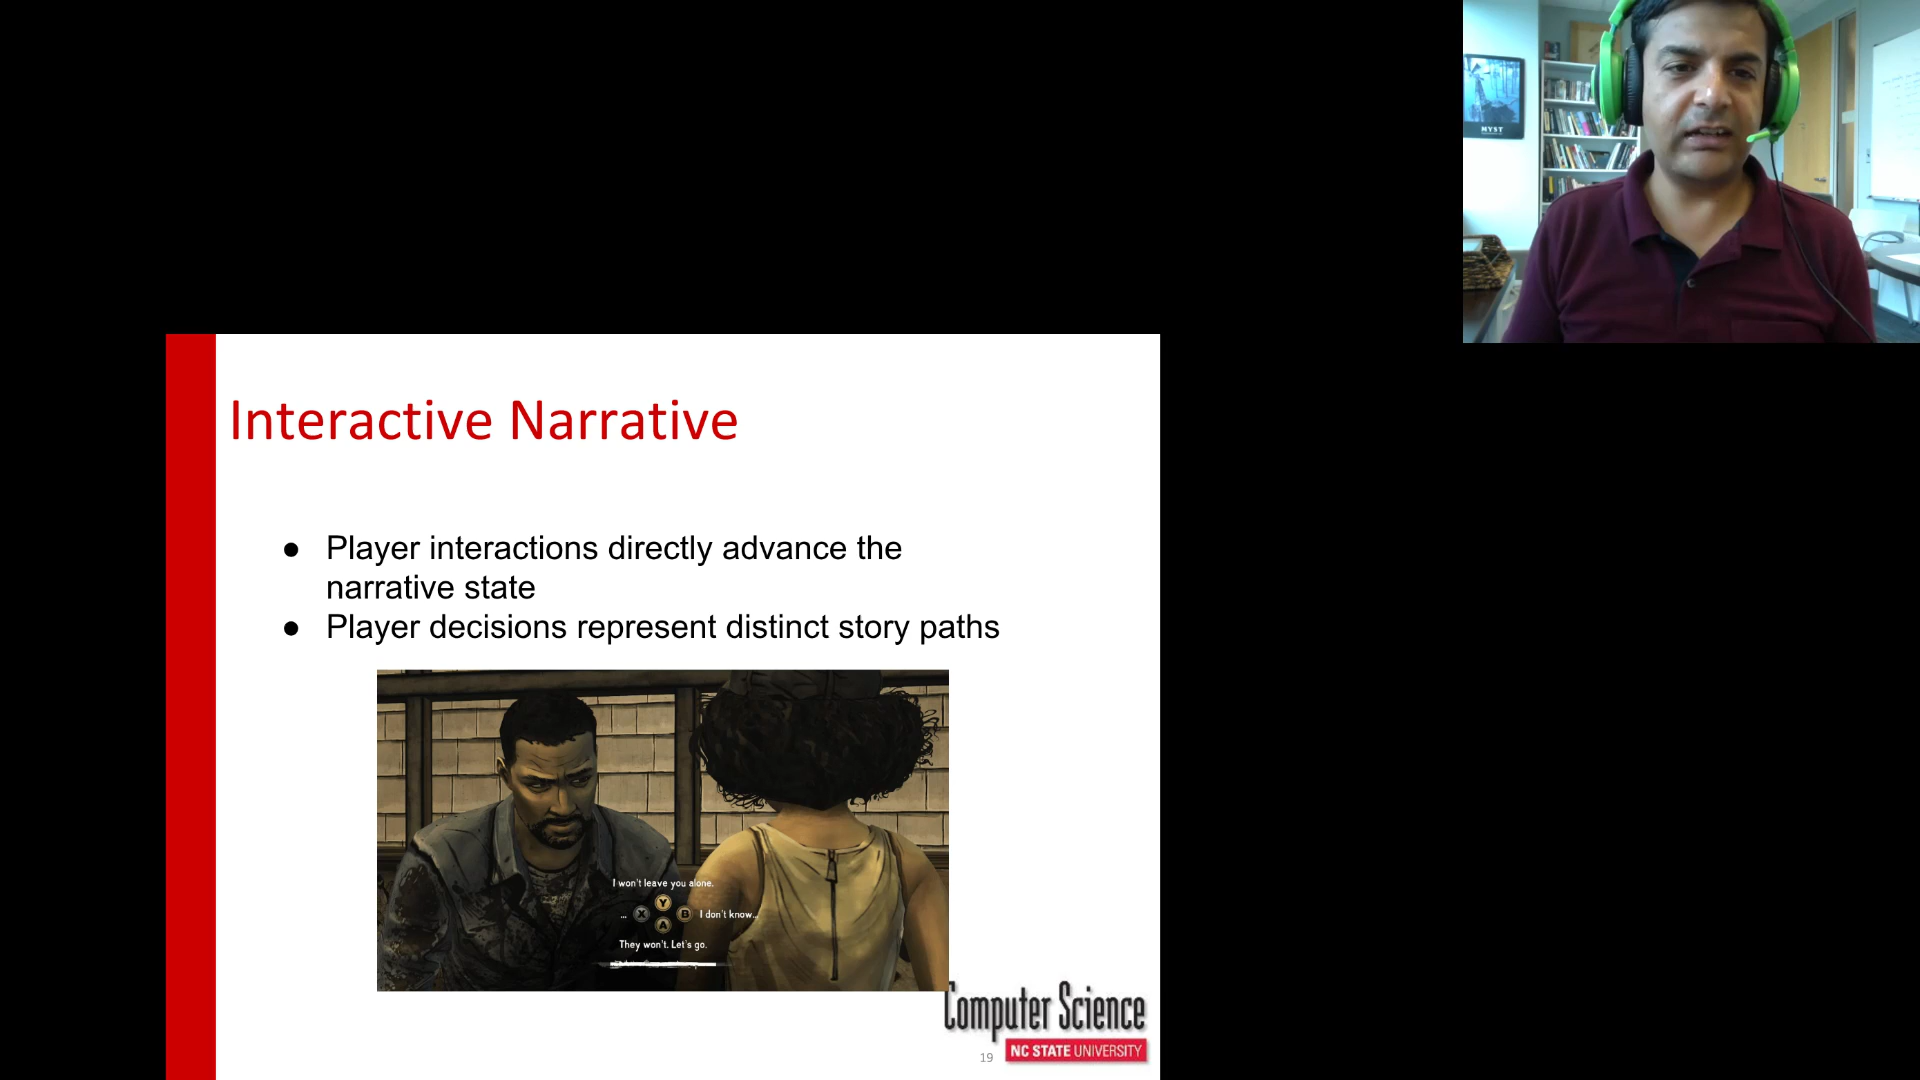 MYST
Interactive Narrative
● Player interactions directly advance the
narrative state
● Player decisions represent distinct story paths
I won't leave you alone.
Y
... X B I don't know...
A
They won't. Let's go.
Computer Science
19 NC STATE UNIVERSITY